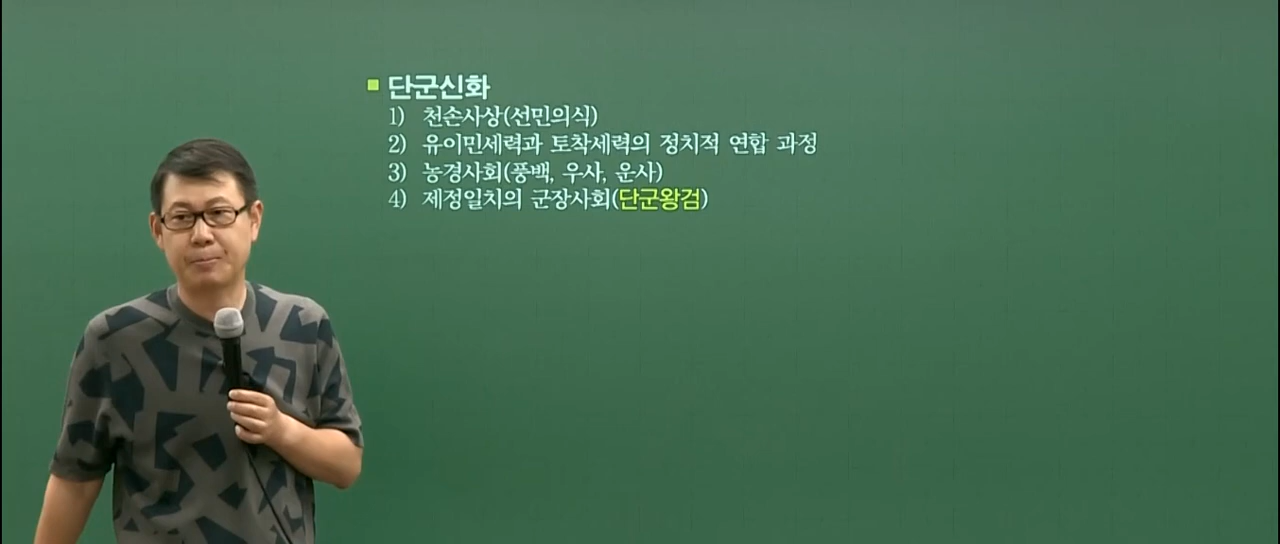 단군신화
1) 천손사상(선민의식)
2) 유이민세력과 토착세력의 정치적 연합 과정
3) 농경사회(풍백, 우사, 운사)
4) 제정일치의 군장사회(단군왕검)